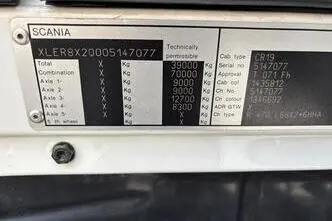 SCANIA
XLER8X20005147077
Technically
permissible
Total X Kg 39000 Kg
Combination X Kg 70000 Kg
Axle 1- X Kg 9000 Kg
Axle 2- X Kg 9000 Kg
Axle 3- X Kg 12700 Kg
Axle 4- X Kg 8300 Kg
Axle 5- X Kg X Kg
5 th wheel X Kg X Kg
Cab type CR19
Serial No 5147077
Approval 1 071 Fh
Cab colour 1435812
Ch No 5147077
Ch colour 1346692
ADR GTW
Ch type